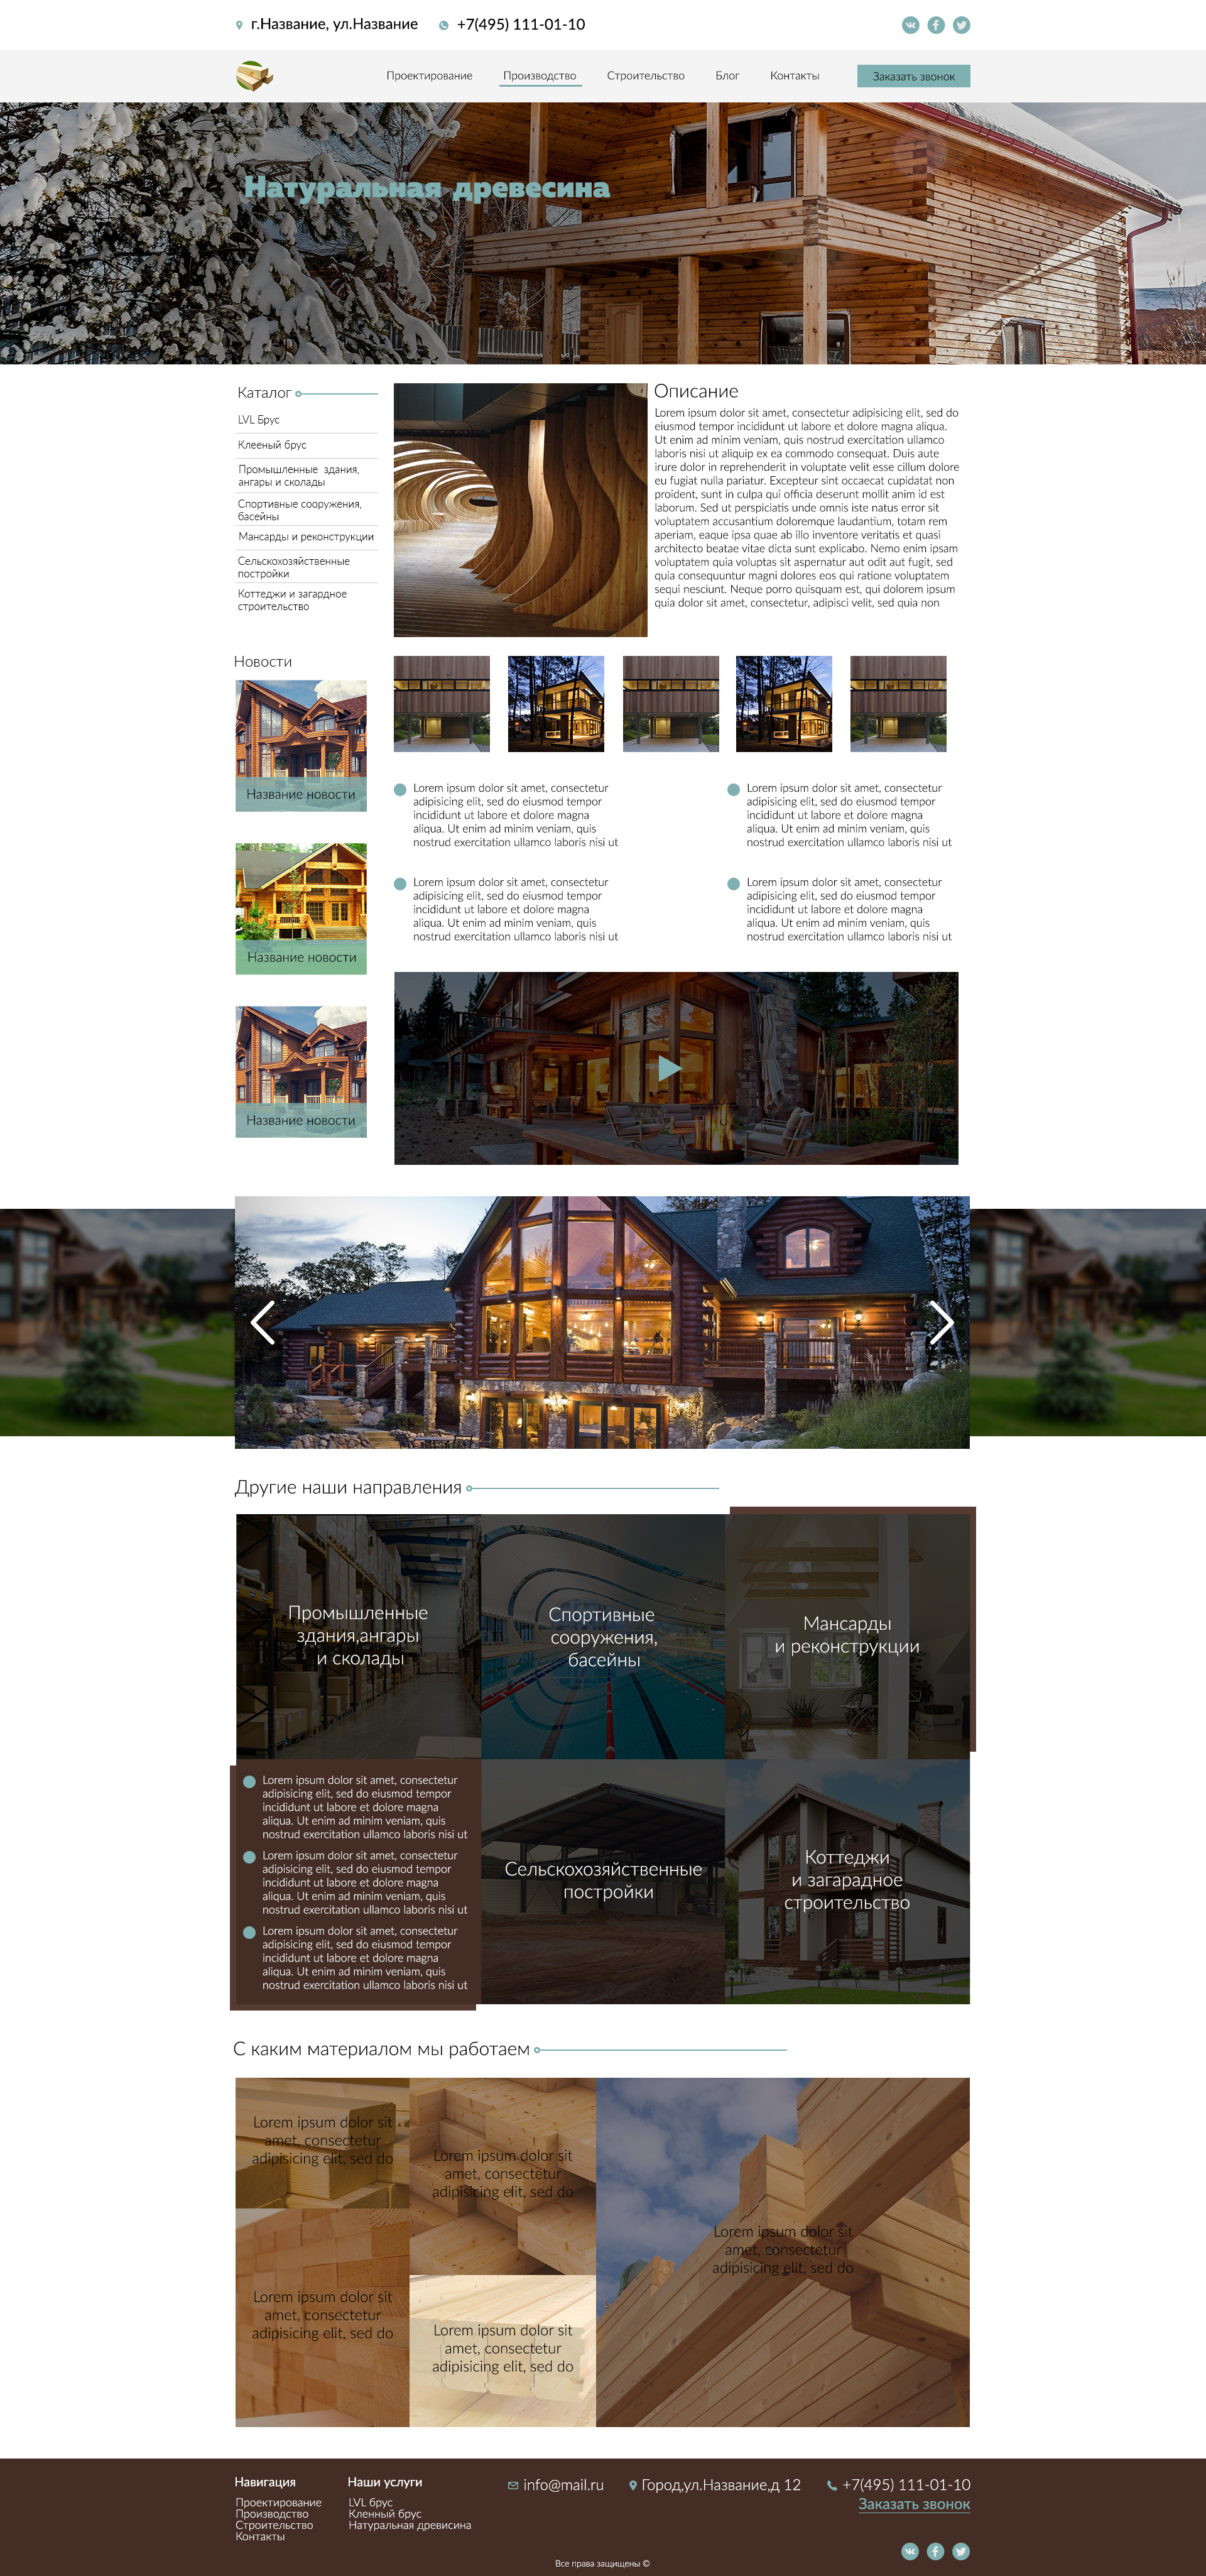 г.Название, ул.Название
+7(495) 111-01-10
Проектирование
Производство
Строительство
Блог
Контакты
Заказать звонок
Натуральная древесина
Каталог
LVL Брус
Клееный брус
Промышленные здания,
ангары и сколады
Спортивные сооружения,
басейны
Мансарды и реконструкции
Сельскохозяйственные
постройки
Коттеджи и загардное
строительство
Описание
Lorem ipsum dolor sit amet, consectetur adipisicing elit, sed do
eiusmod tempor incididunt ut labore et dolore magna aliqua.
Ut enim ad minim veniam, quis nostrud exercitation ullamco
laboris nisi ut aliquip ex ea commodo consequat. Duis aute
irure dolor in reprehenderit in voluptate velit esse cillum dolore
eu fugiat nulla pariatur. Excepteur sint occaecat cupidatat non
proident, sunt in culpa qui officia deserunt mollit anim id est
laborum. Sed ut perspiciatis unde omnis iste natus error sit
voluptatem accusantium doloremque laudantium, totam rem
aperiam, eaque ipsa quae ab illo inventore veritatis et quasi
architecto beatae vitae dicta sunt explicabo. Nemo enim ipsam
voluptatem quia voluptas sit aspernatur aut odit aut fugit, sed
quia consequuntur magni dolores eos qui ratione voluptatem
sequi nesciunt. Neque porro quisquam est, qui dolorem ipsum
quia dolor sit amet, consectetur, adipisci velit, sed quia non
Новости
Название новости
Название новости
Название новости
Lorem ipsum dolor sit amet, consectetur
adipisicing elit, sed do eiusmod tempor
incididunt ut labore et dolore magna
aliqua. Ut enim ad minim veniam, quis
nostrud exercitation ullamco laboris nisi ut
Lorem ipsum dolor sit amet, consectetur
adipisicing elit, sed do eiusmod tempor
incididunt ut labore et dolore magna
aliqua. Ut enim ad minim veniam, quis
nostrud exercitation ullamco laboris nisi ut
Lorem ipsum dolor sit amet, consectetur
adipisicing elit, sed do eiusmod tempor
incididunt ut labore et dolore magna
aliqua. Ut enim ad minim veniam, quis
nostrud exercitation ullamco laboris nisi ut
Lorem ipsum dolor sit amet, consectetur
adipisicing elit, sed do eiusmod tempor
incididunt ut labore et dolore magna
aliqua. Ut enim ad minim veniam, quis
nostrud exercitation ullamco laboris nisi ut
Другие наши направления
Промышленные
здания,ангары
и сколады
Спортивные
сооружения,
басейны
Мансарды
и реконструкции
Lorem ipsum dolor sit amet, consectetur
adipisicing elit, sed do eiusmod tempor
incididunt ut labore et dolore magna
aliqua. Ut enim ad minim veniam, quis
nostrud exercitation ullamco laboris nisi ut
Lorem ipsum dolor sit amet, consectetur
adipisicing elit, sed do eiusmod tempor
incididunt ut labore et dolore magna
aliqua. Ut enim ad minim veniam, quis
nostrud exercitation ullamco laboris nisi ut
Lorem ipsum dolor sit amet, consectetur
adipisicing elit, sed do eiusmod tempor
incididunt ut labore et dolore magna
aliqua. Ut enim ad minim veniam, quis
nostrud exercitation ullamco laboris nisi ut
Сельскохозяйственные
постройки
Коттеджи
и загарадное
строительство
С каким материалом мы работаем
Lorem ipsum dolor sit
amet, consectetur
adipisicing elit, sed do
Lorem ipsum dolor sit
amet, consectetur
adipisicing elit, sed do
Lorem ipsum dolor sit
amet, consectetur
adipisicing elit, sed do
Lorem ipsum dolor sit
amet, consectetur
adipisicing elit, sed do
Lorem ipsum dolor sit
amet, consectetur
adipisicing elit, sed do
Навигация
Проектирование
Производство
Строительство
Контакты
Наши услуги
LVL брус
Кленный брус
Натуральная древисина
info@mail.ru
Город,ул.Название,д 12
+7(495) 111-01-10
Заказать звонок
Все права защищены ©